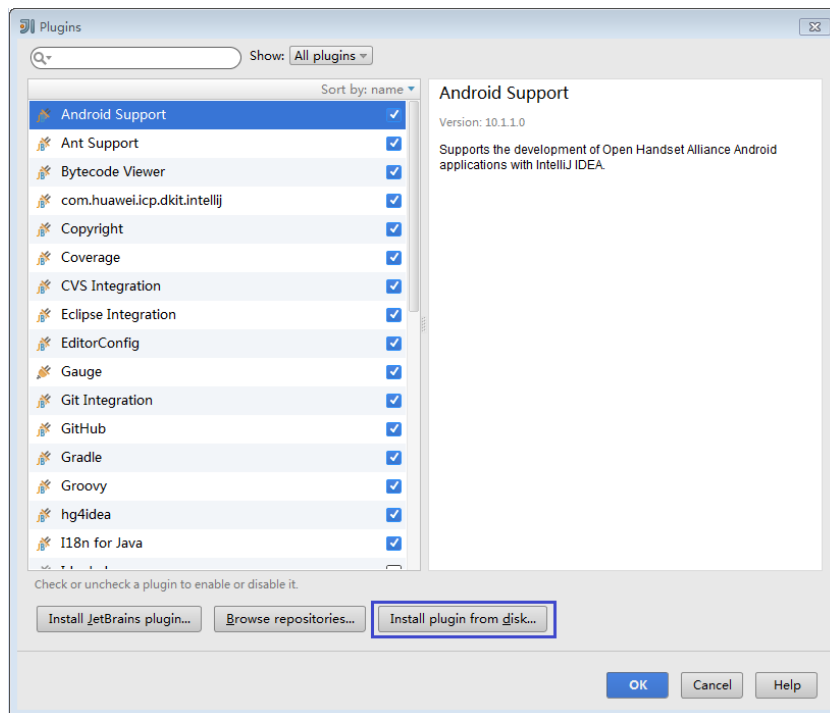 Plugins
Show: All plugins
Sort by: name
Android Support
Ant Support
Bytecode Viewer
com.huawei.icp.dkit.intellij
Copyright
Coverage
CVS Integration
Eclipse Integration
EditorConfig
Gauge
Git Integration
GitHub
Gradle
Groovy
hg4idea
I18n for Java
Android Support
Version: 10.1.1.0
Supports the development of Open Handset Alliance Android
applications with IntelliJ IDEA.
Check or uncheck a plugin to enable or disable it.
Install JetBrains plugin... Browse repositories... Install plugin from disk...
OK Cancel Help